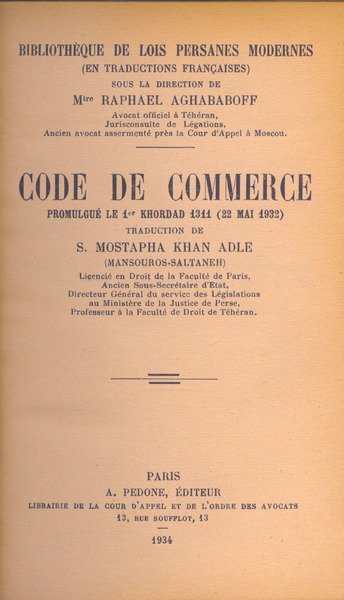 BIBLIOTHÈQUE DE LOIS PERSANES MODERNES
(EN TRADUCTIONS FRANÇAISES)
SOUS LA DIRECTION DE
Mtre RAPHAEL AGHABABOFF
Avocat officiel à Téhéran,
Jurisconsulte de Légations,
Ancien avocat assermenté près la Cour d'Appel à Moscou.
CODE DE COMMERCE
PROMULGUÉ LE 1er KHORDAD 1311 (22 MAI 1932)
TRADUCTION DE
S. MOSTAPHA KHAN ADLE
(MANSOUROS-SALTANEH)
Licencié en Droit de la Faculté de Paris,
Ancien Sous-Secrétaire d'État,
Directeur Général du service des Législations
au Ministère de la Justice de Perse,
Professeur à la Faculté de Droit de Téhéran.
PARIS
A. PEDONE, ÉDITEUR
LIBRAIRIE DE LA COUR D'APPEL ET DE L'ORDRE DES AVOCATS
13, RUE SOUFFLOT, 13
1934